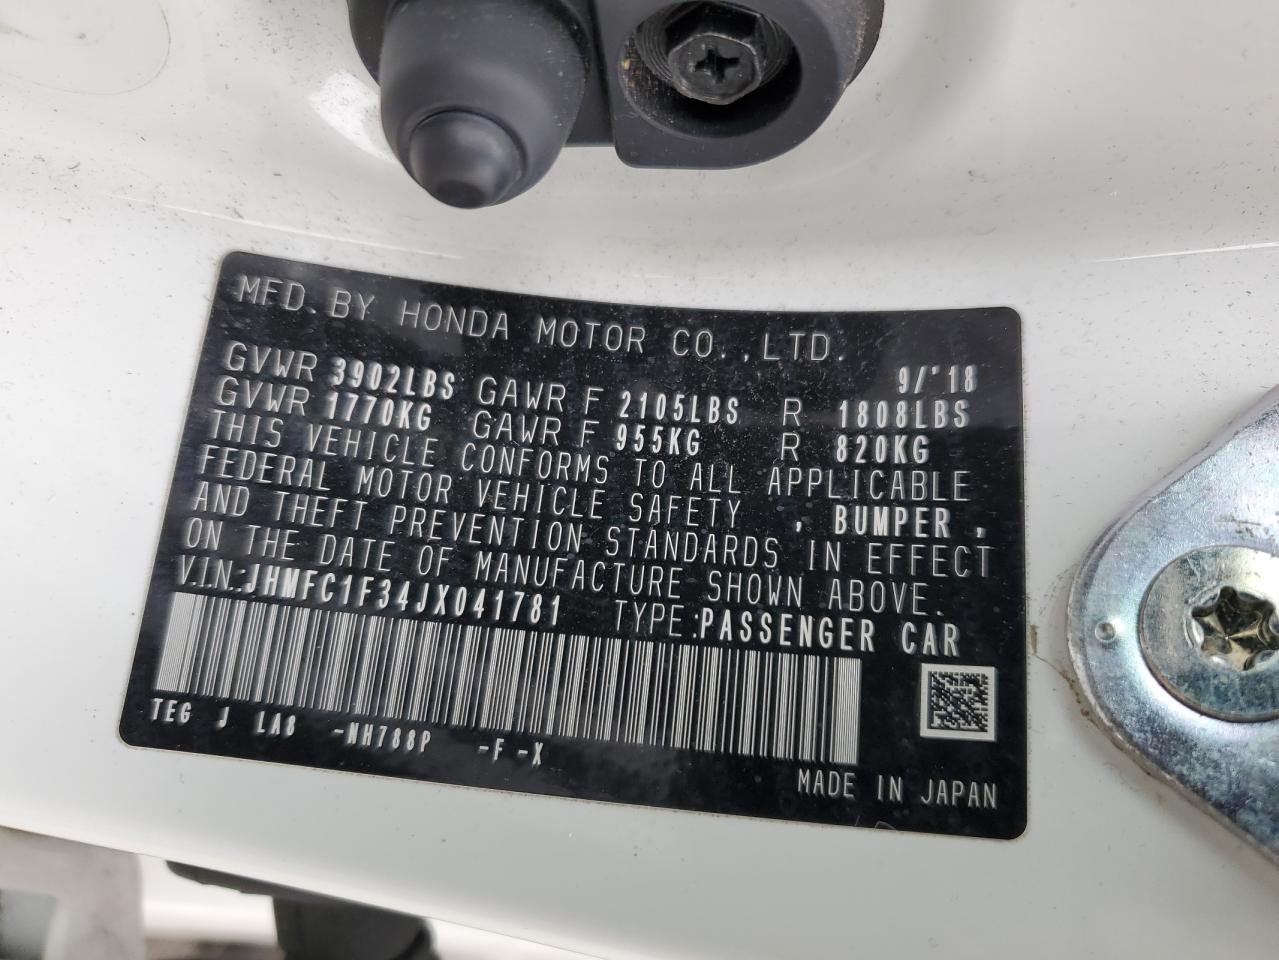 MFD. BY HONDA MOTOR CO., LTD.
9/'18
GVWR 3902LBS GAWR F 2105LBS R 1808LBS
GVWR 1770KG GAWR F 955KG R 820KG
THIS VEHICLE CONFORMS TO ALL APPLICABLE
FEDERAL MOTOR VEHICLE SAFETY , BUMPER ,
AND THEFT PREVENTION STANDARDS IN EFFECT
ON THE DATE OF MANUFACTURE SHOWN ABOVE.
V.I.N.:JHMFC1F34JX041781 TYPE:PASSENGER CAR
TEG J LA8 -NH788P -F -X
MADE IN JAPAN